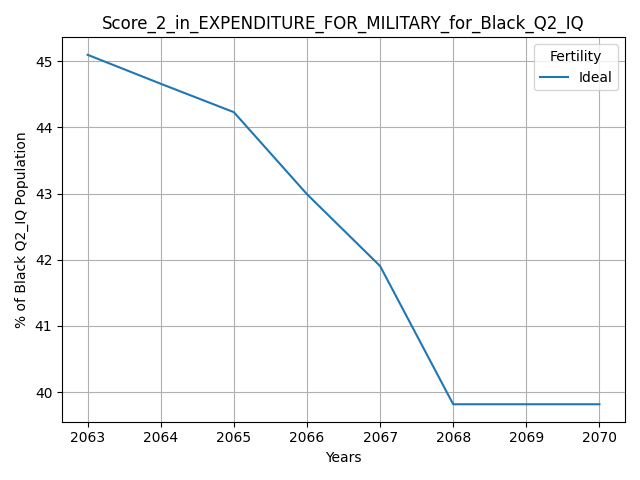 Score_2_in_EXPENDITURE_FOR_MILITARY_for_Black_Q2_IQ
Fertility
Ideal
% of Black Q2_IQ Population
45
44
43
42
41
40
2063 2064 2065 2066 2067 2068 2069 2070
Years